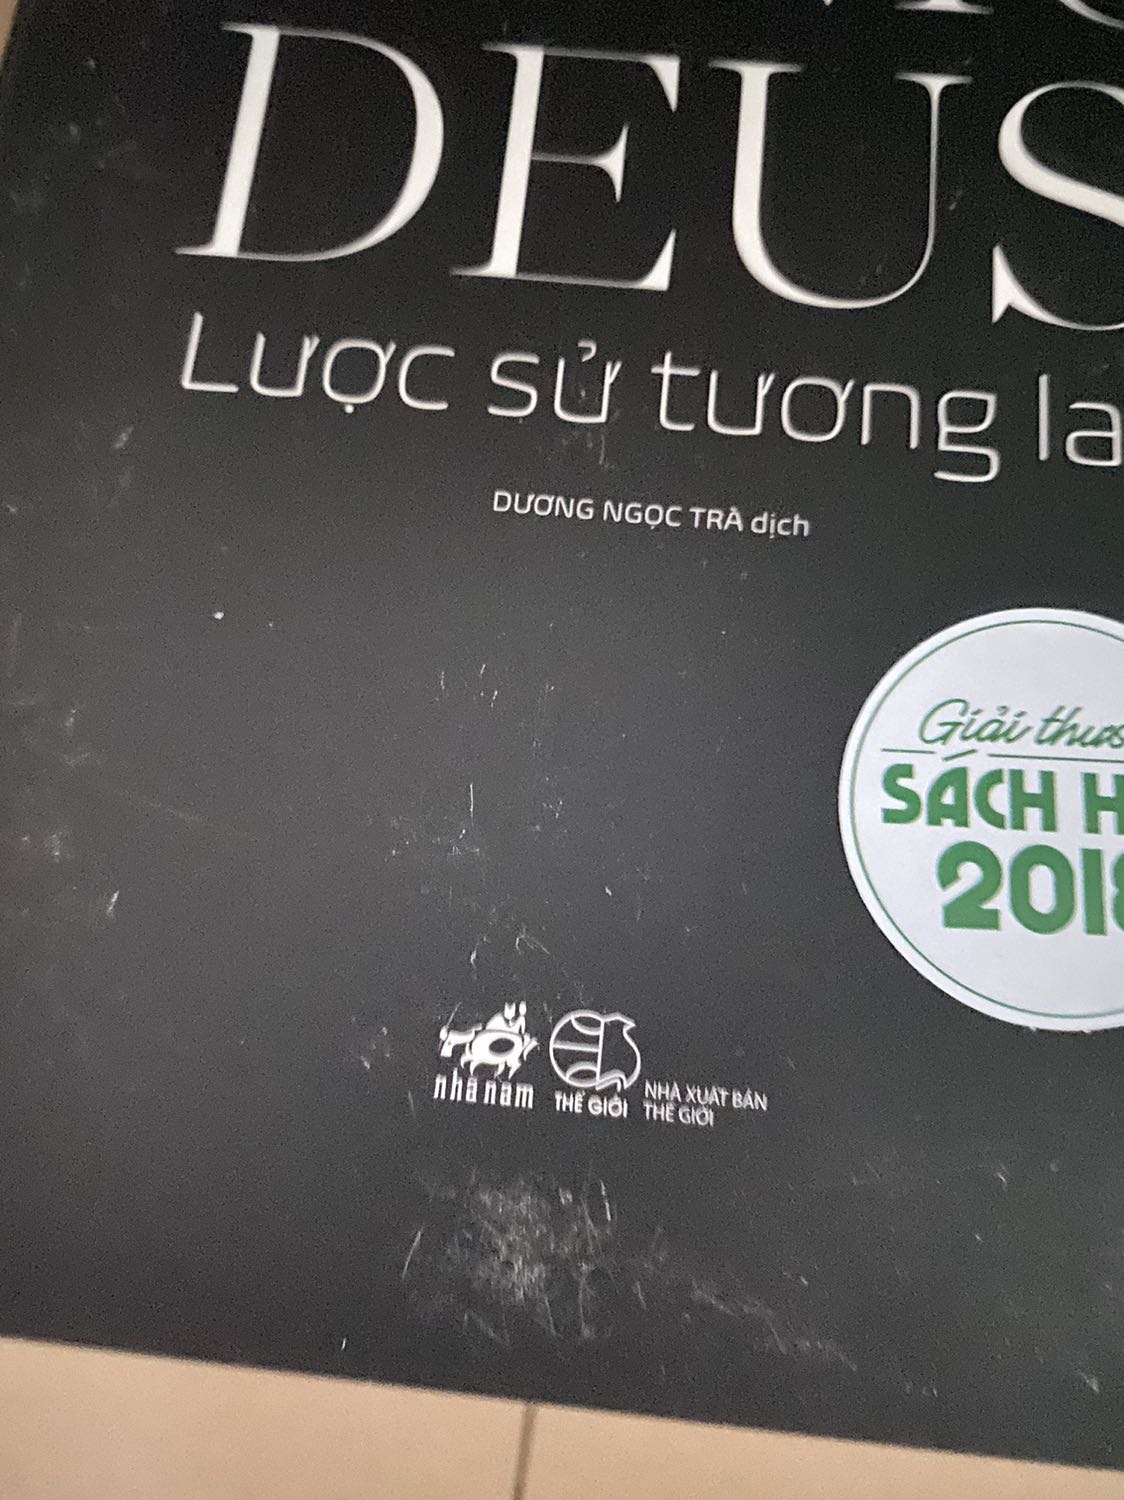 DEUS
Lược sử tương la
DƯƠNG NGỌC TRÀ dịch
Giải thưở
SÁCH H
2018
nhã nam
THẾ GIỚI
NHÀ XUẤT BẢN
THẾ GIỚI